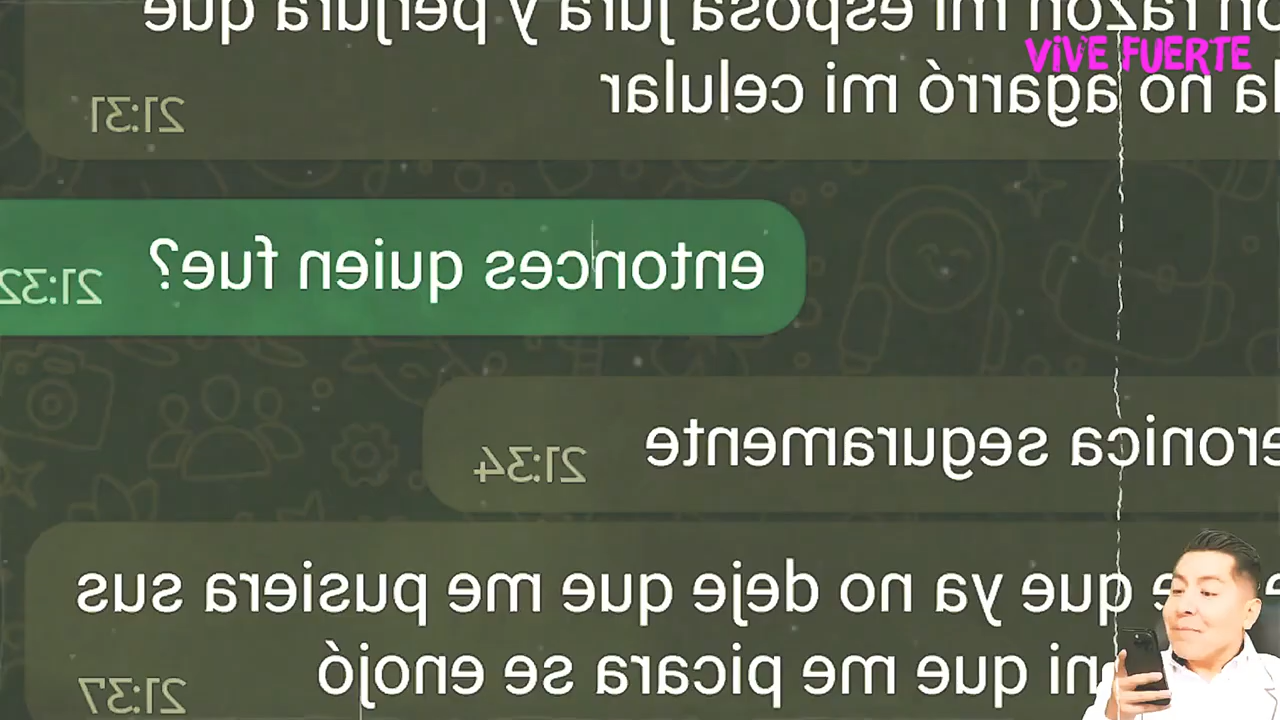 VIVE FUERTE
on razón mi esposa jura y perjura que
la no agarró mi celular
21:31
entonces quien fue?
21:32
eronica seguramente
21:34
que ya no deje que me pusiera sus
ni que me picara se enojó
21:37